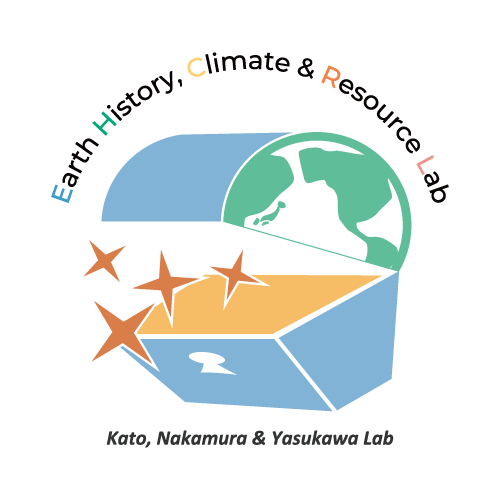 Earth History, Climate & Resource Lab
Kato, Nakamura & Yasukawa Lab